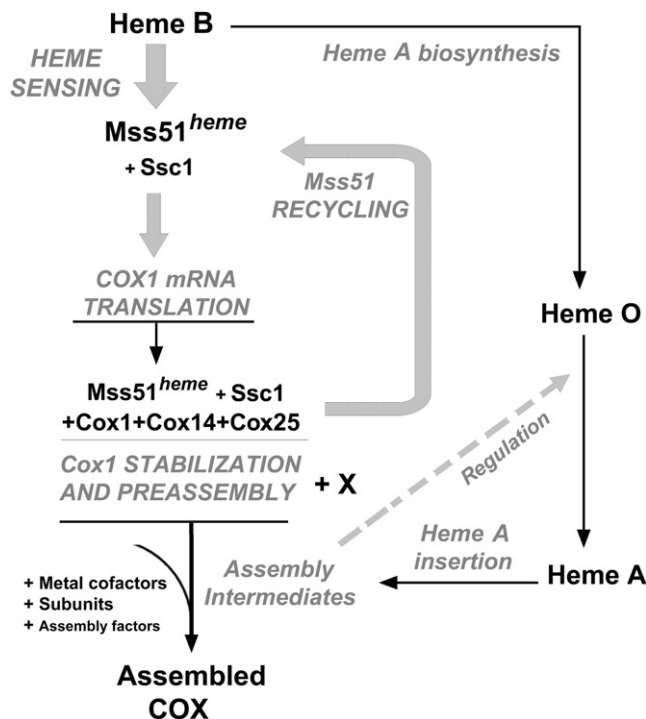 Heme B
HEME
SENSING
Heme A biosynthesis
Mss51heme
+ Ssc1
Mss51
RECYCLING
COX1 mRNA
TRANSLATION
Heme O
Mss51heme + Ssc1
+Cox1+Cox14+Cox25
Regulation
Cox1 STABILIZATION
AND PREASSEMBLY
+ X
Heme A
insertion
Assembly
Intermediates
Heme A
+ Metal cofactors
+ Subunits
+ Assembly factors
Assembled
COX